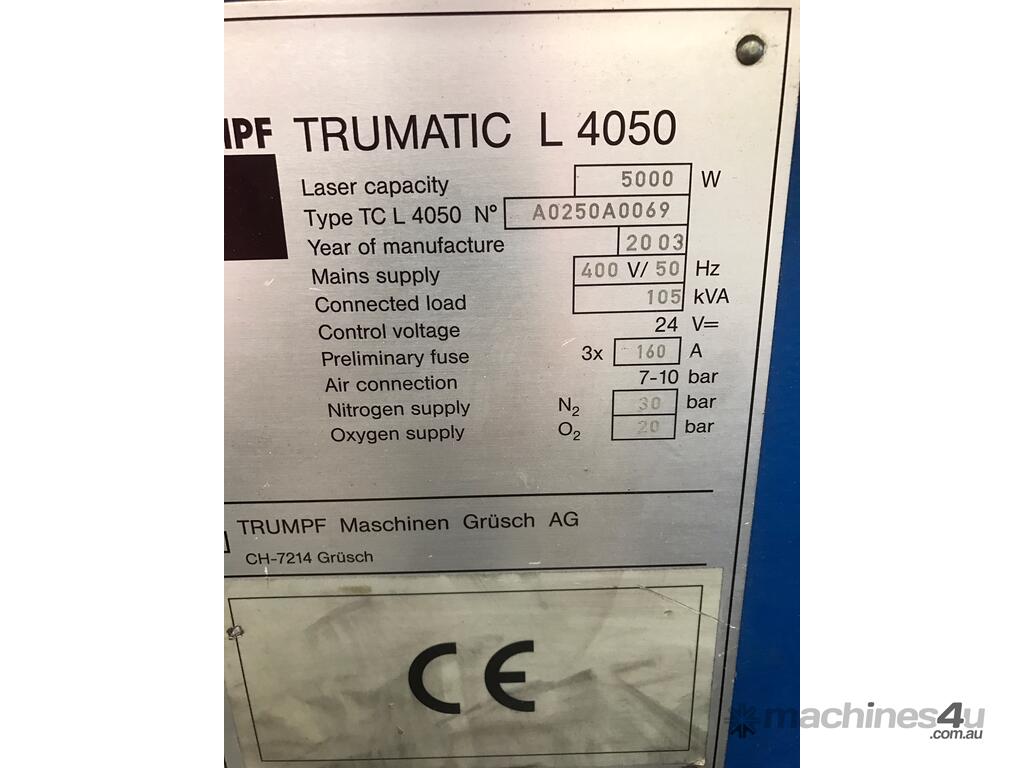 TRUMATIC L 4050
Laser capacity 5000 W
Type TC L 4050 N° A0250A0069
Year of manufacture 2003
Mains supply 400 V/ 50 Hz
Connected load 105 kVA
Control voltage 24 V=
Preliminary fuse 3x 160 A
Air connection 7-10 bar
Nitrogen supply N₂ 30 bar
Oxygen supply O₂ 20 bar
TRUMPF Maschinen Grüsch AG
CH-7214 Grüsch
CE
machines4u
.com.au